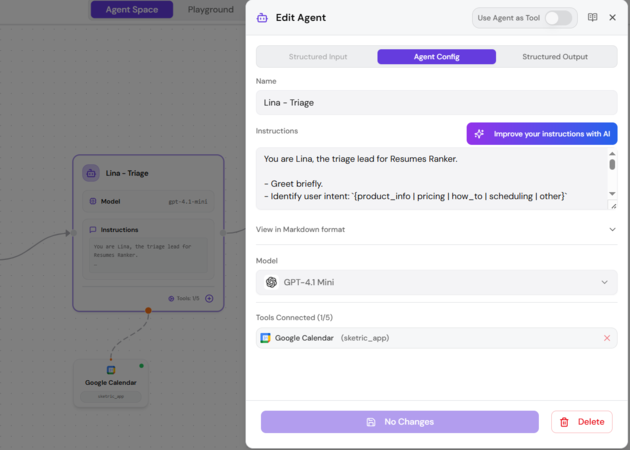 Agent Space
Playground
Lina - Triage
Model
gpt-4.1-mini
Instructions
You are Lina, the triage lead for
Resumes Ranker.
-
Tools 1/5
Google Calendar
sketric_app
Edit Agent
Use Agent as Tool
Structured Input
Agent Config
Structured Output
Name
Lina - Triage
Instructions
Improve your instructions with AI
You are Lina, the triage lead for Resumes Ranker.
- Greet briefly.
- Identify user intent: `{product_info | pricing | how_to | scheduling | other}`
View in Markdown format
Model
GPT-4.1 Mini
Tools Connected (1/5)
Google Calendar (sketric_app)
No Changes
Delete